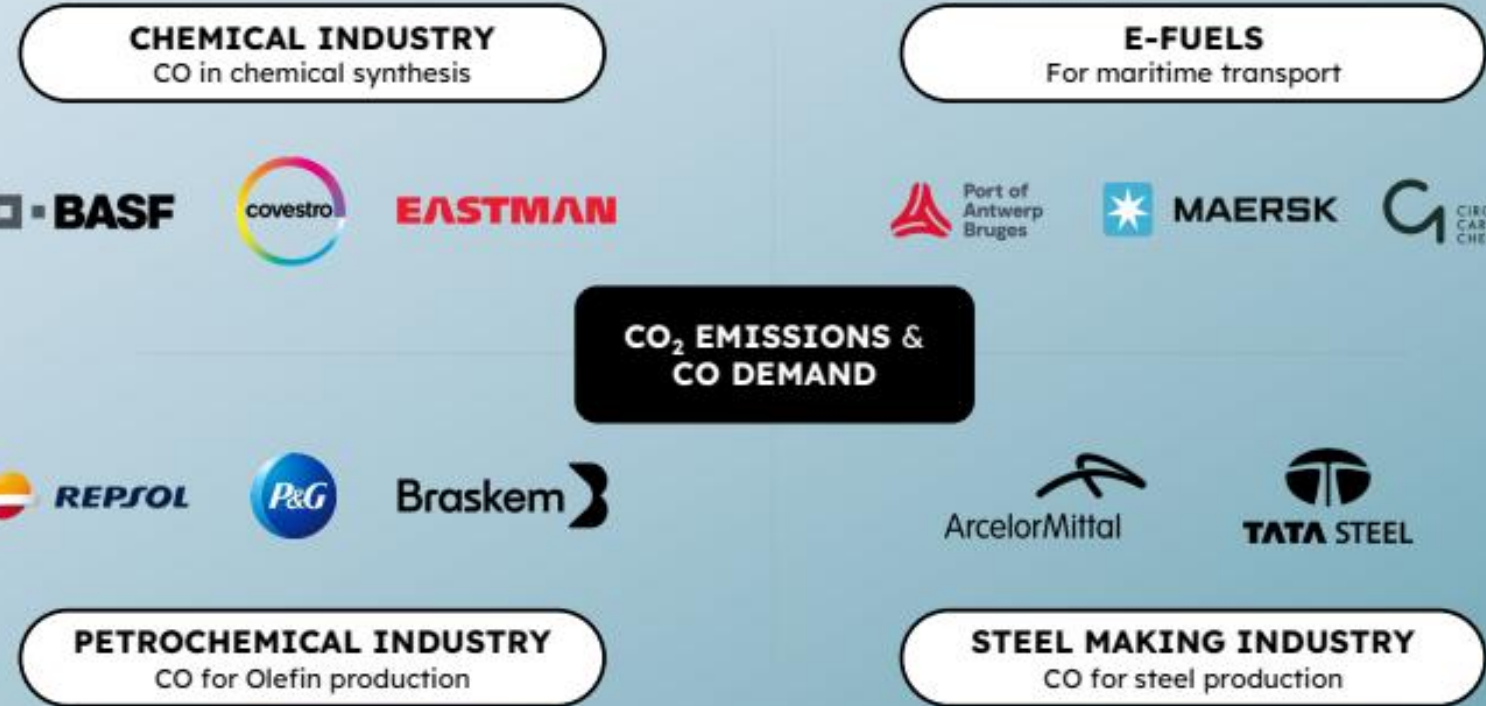 CHEMICAL INDUSTRY
CO in chemical synthesis
E-FUELS
For maritime transport
BASF
covestro
EASTMAN
Port of
Antwerp
Bruges
MAERSK
CO₂ EMISSIONS &
CO DEMAND
REPSOL
P&G
Braskem
ArcelorMittal
TATA STEEL
PETROCHEMICAL INDUSTRY
CO for Olefin production
STEEL MAKING INDUSTRY
CO for steel production